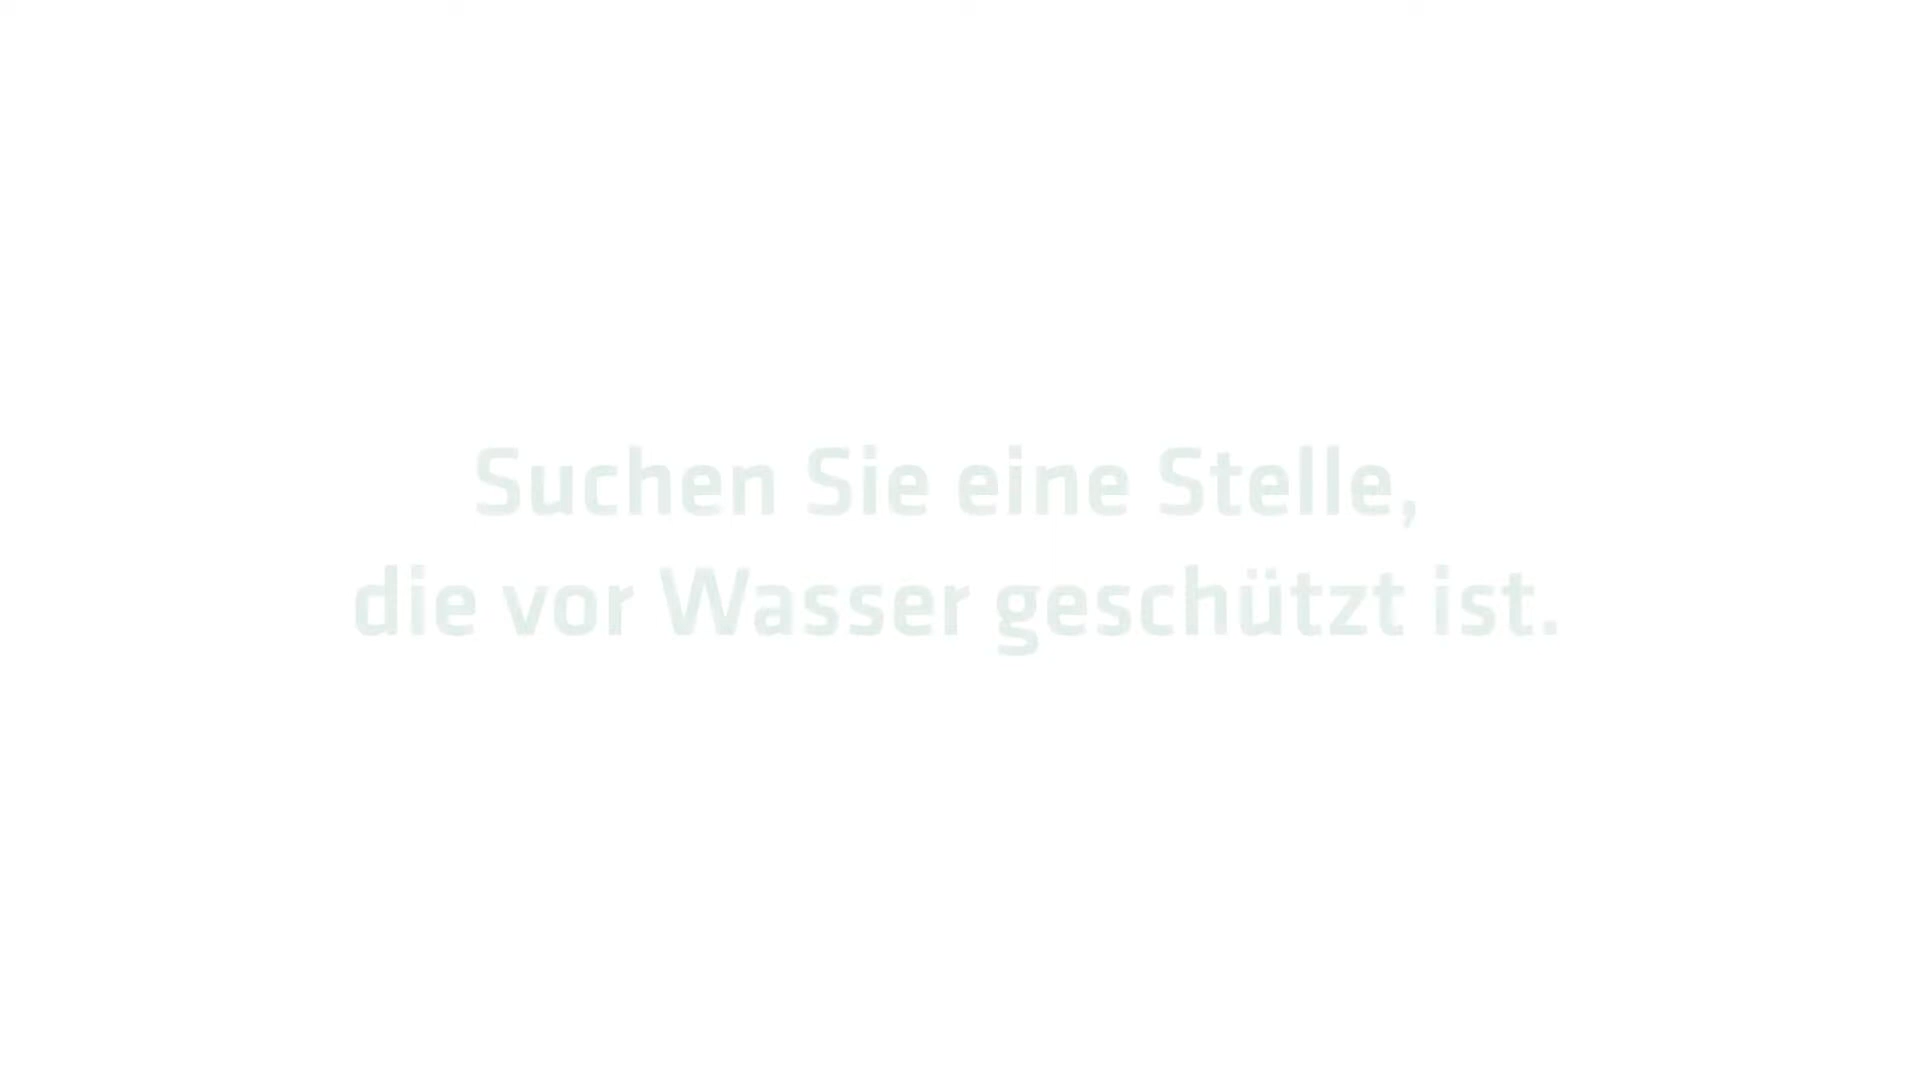 Suchen Sie eine Stelle,
die vor Wasser geschützt ist.